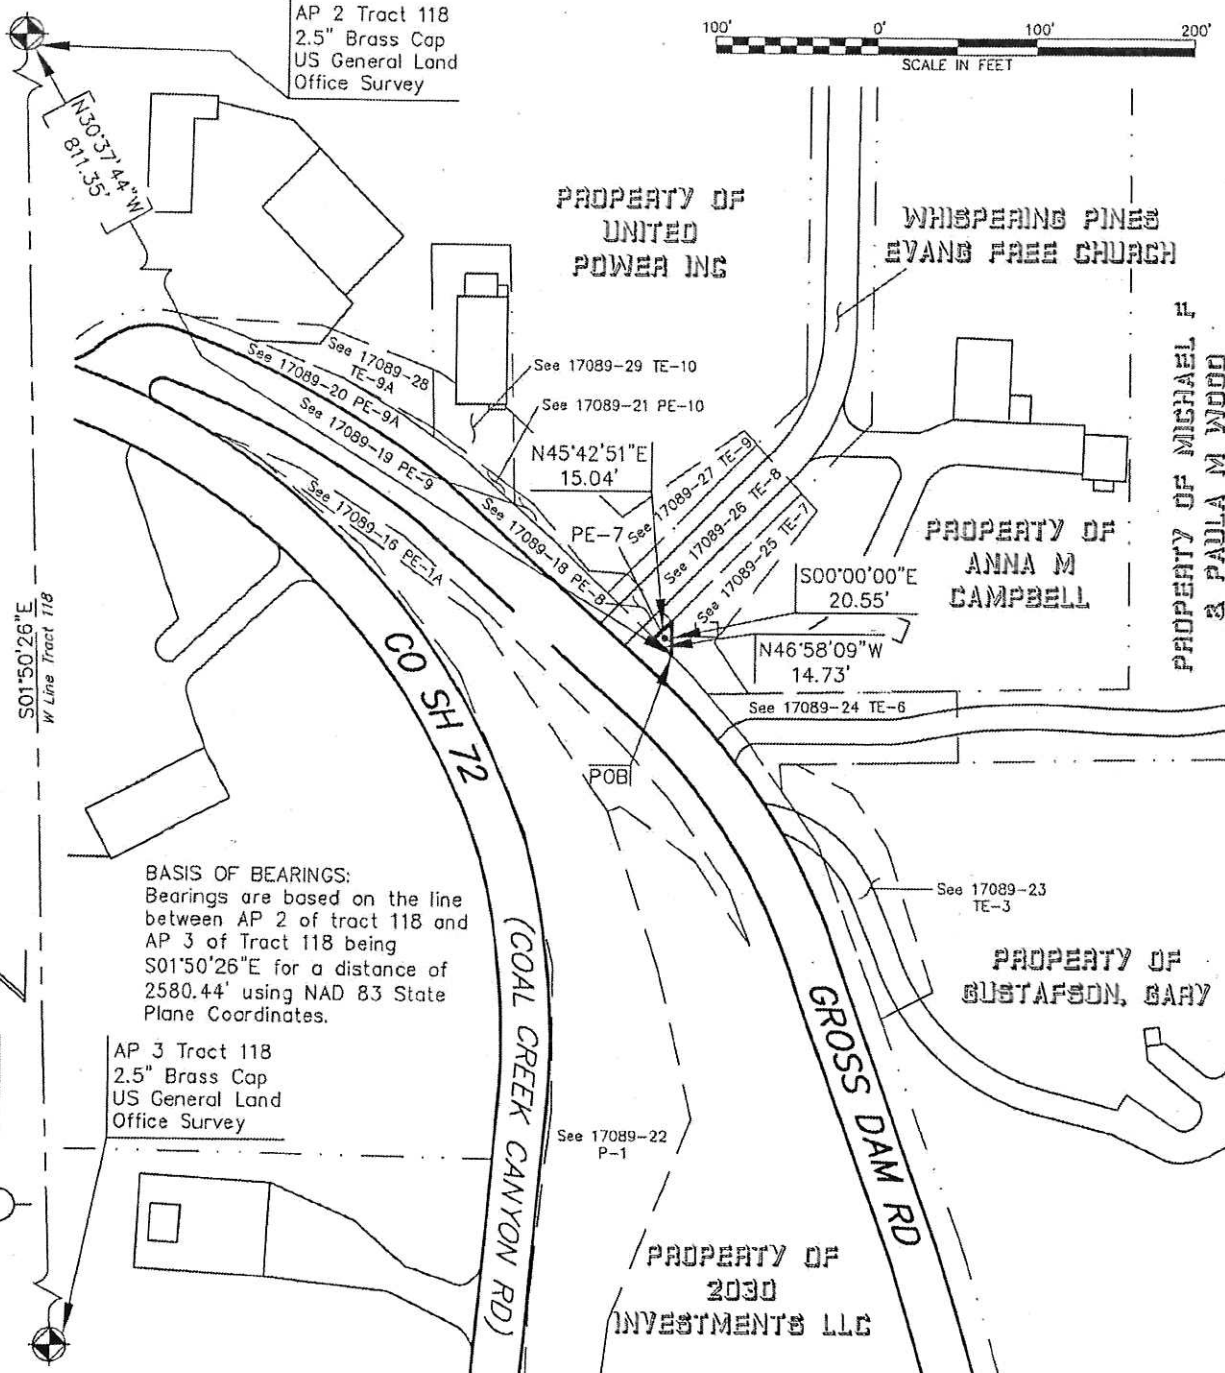 AP 2 Tract 118
2.5" Brass Cap
US General Land
Office Survey
100' 0' 100' 200'
SCALE IN FEET
N30°37'44"W
811.35'
PROPERTY OF
UNITED
POWER INC
WHISPERING PINES
EVANG FREE CHURCH
PROPERTY OF MICHAEL F
& PAULA M WOOD
See 17089-28
TE-9A
See 17089-20 PE-9A
See 17089-19 PE-9
See 17089-29 TE-10
See 17089-21 PE-10
N45°42'51"E
15.04'
See 17089-27 TE-9
See 17089-26 TE-8
See 17089-25 TE-7
See 17089-18 PE-8
See 17089-16 PE-1A
PE-7
PROPERTY OF
ANNA M
CAMPBELL
S00°00'00"E
20.55'
N46°58'09"W
14.73'
S01°50'26"E
W Line Tract 118
CO SH 72
See 17089-24 TE-6
POB
BASIS OF BEARINGS:
Bearings are based on the line
between AP 2 of tract 118 and
AP 3 of Tract 118 being
S01°50'26"E for a distance of
2580.44' using NAD 83 State
Plane Coordinates.
See 17089-23
TE-3
PROPERTY OF
GUSTAFSON, GARY
(COAL CREEK CANYON RD)
GROSS DAM RD
AP 3 Tract 118
2.5" Brass Cap
US General Land
Office Survey
See 17089-22
P-1
PROPERTY OF
2030
INVESTMENTS LLC